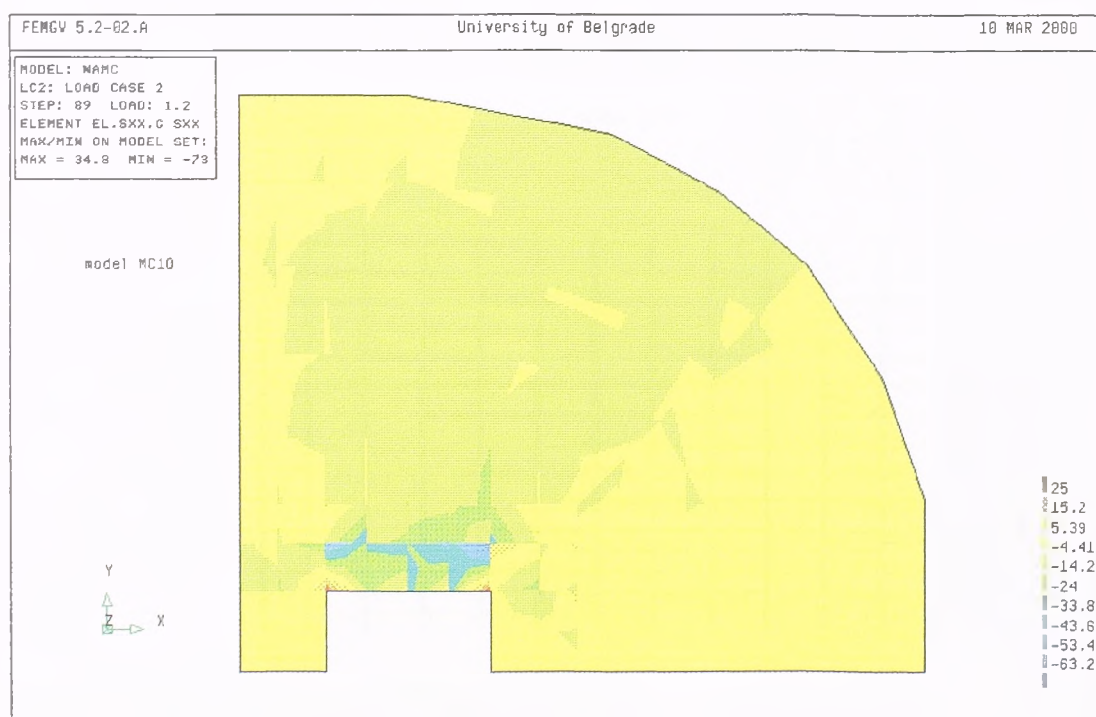 FEMGV 5.2-02.A
University of Belgrade
10 MAR 2000
MODEL: WAMC
LC2: LOAD CASE 2
STEP: 89 LOAD: 1.2
ELEMENT EL.SXX.G SXX
MAX/MIN ON MODEL SET:
MAX = 34.8 MIN = -73
model MC10
Y
Z
X
25
15.2
5.39
-4.41
-14.2
-24
-33.8
-43.6
-53.4
-63.2